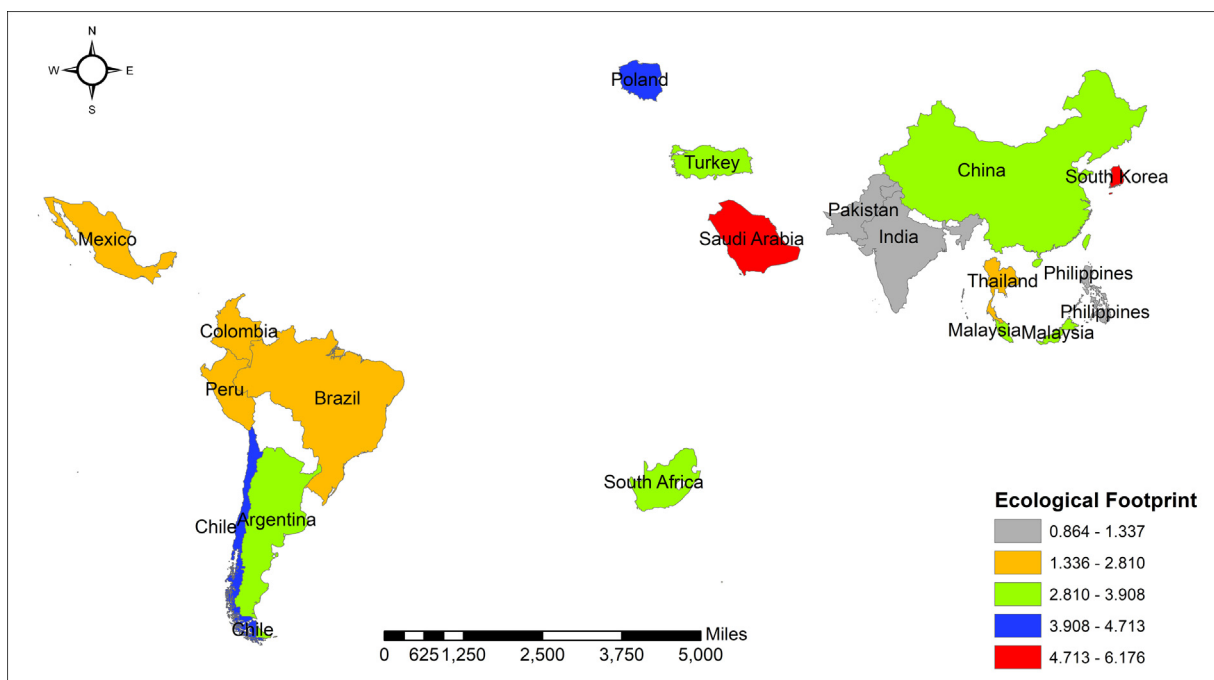 N
W E
S
Poland
Turkey
China
South Korea
Pakistan
Saudi Arabia
India
Mexico
Philippines
Thailand
Philippines
Malaysia
Malaysia
Colombia
Peru
Brazil
South Africa
Chile
Argentina
Chile
Ecological Footprint
0.864 - 1.337
1.336 - 2.810
2.810 - 3.908
3.908 - 4.713
4.713 - 6.176
Miles
0 625 1,250 2,500 3,750 5,000